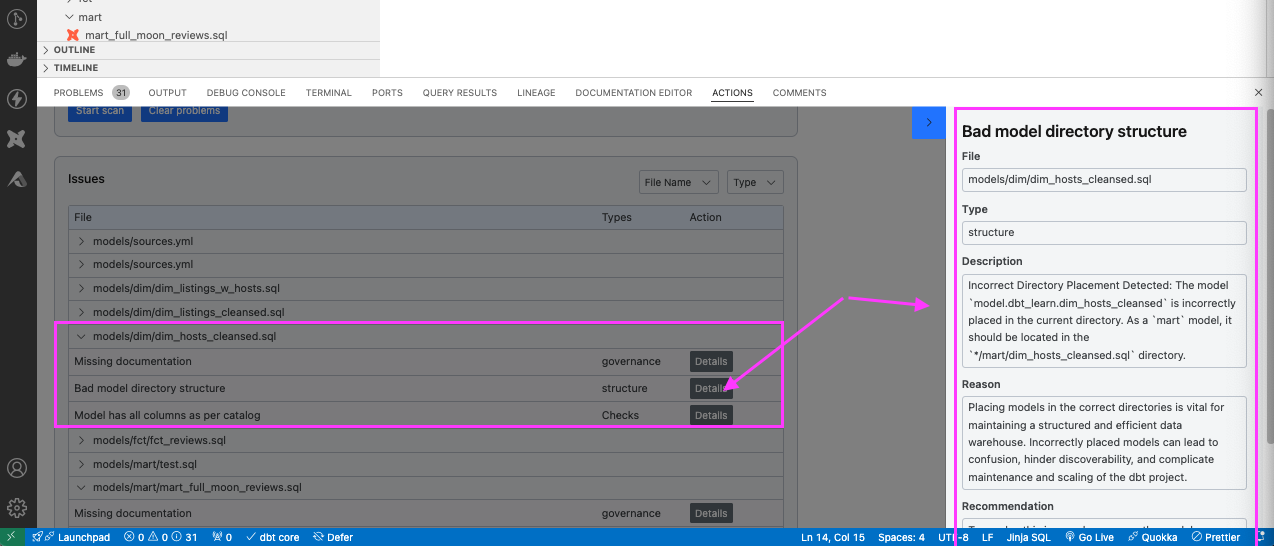 mart
mart_full_moon_reviews.sql
OUTLINE
TIMELINE
PROBLEMS 31 OUTPUT DEBUG CONSOLE TERMINAL PORTS QUERY RESULTS LINEAGE DOCUMENTATION EDITOR ACTIONS COMMENTS
Start scan Clear problems
Issues
File Name Type
File Types Action
models/sources.yml
models/sources.yml
models/dim/dim_listings_w_hosts.sql
models/dim/dim_listings_cleansed.sql
models/dim/dim_hosts_cleansed.sql
Missing documentation governance Details
Bad model directory structure structure Details
Model has all columns as per catalog Checks Details
models/fct/fct_reviews.sql
models/mart/test.sql
models/mart/mart_full_moon_reviews.sql
Missing documentation governance Details
Bad model directory structure
File
models/dim/dim_hosts_cleansed.sql
Type
structure
Description
Incorrect Directory Placement Detected: The model
`model.dbt_learn.dim_hosts_cleansed` is incorrectly
placed in the current directory. As a `mart` model, it
should be located in the
`*/mart/dim_hosts_cleansed.sql` directory.
Reason
Placing models in the correct directories is vital for
maintaining a structured and efficient data
warehouse. Incorrectly placed models can lead to
confusion, hinder discoverability, and complicate
maintenance and scaling of the dbt project.
Recommendation
Launchpad 0 0 31 0 dbt core Defer Ln 14, Col 15 Spaces: 4 UTF-8 LF Jinja SQL Go Live Quokka Prettier